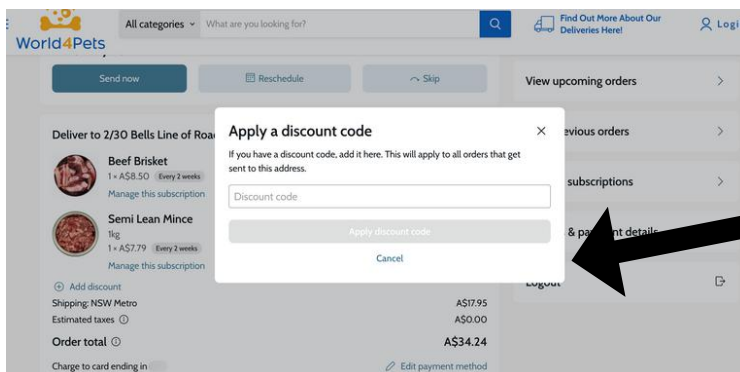 World4Pets
All categories
What are you looking for?
Find Out More About Our
Deliveries Here!
Logi
Send now
Reschedule
Skip
View upcoming orders
Deliver to 2/30 Bells Line of Roa
Beef Brisket
1 × A$8.50 Every 2 weeks
Manage this subscription
Semi Lean Mince
1kg
1 × A$7.79 Every 2 weeks
Manage this subscription
Add discount
Shipping: NSW Metro
A$17.95
Estimated taxes
A$0.00
Order total
A$34.24
Charge to card ending in
Edit payment method
Apply a discount code
If you have a discount code, add it here. This will apply to all orders that get
sent to this address.
Discount code
Apply discount code
Cancel
evious orders
subscriptions
details
Logout